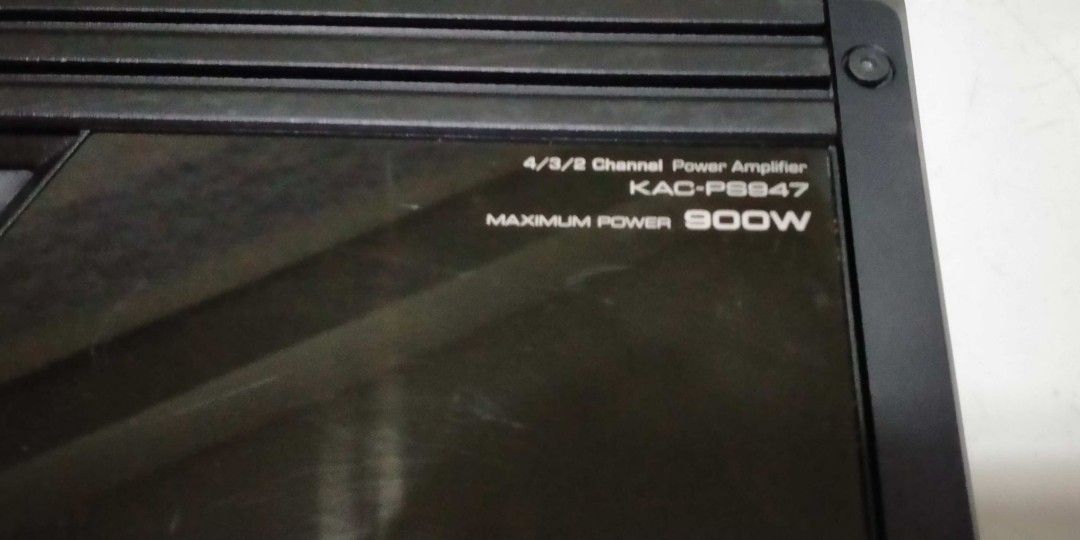 4/3/2 Channel Power Amplifier
KAC-PS947
MAXIMUM POWER 900W